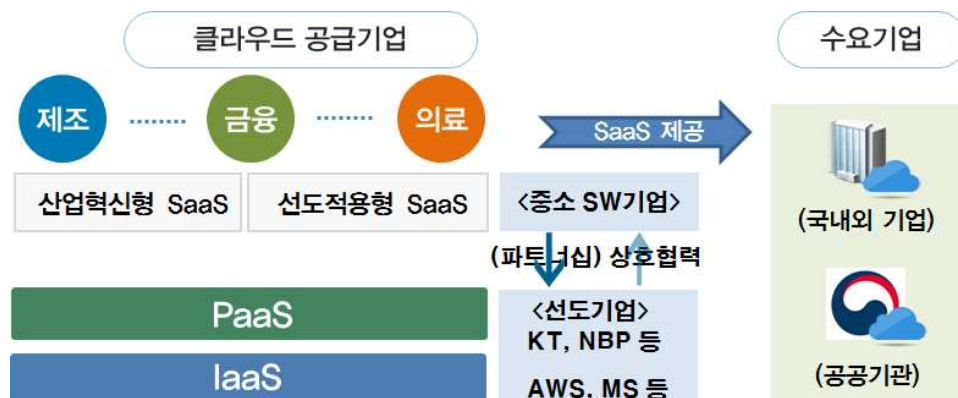 클라우드 공급기업
수요기업
제조 ........ 금융 ........ 의료
SaaS 제공
산업혁신형 SaaS
선도적용형 SaaS
<중소 SW기업>
(국내외 기업)
(파트너십) 상호협력
PaaS
<선도기업>
KT, NBP 등
IaaS
AWS, MS 등
(공공기관)